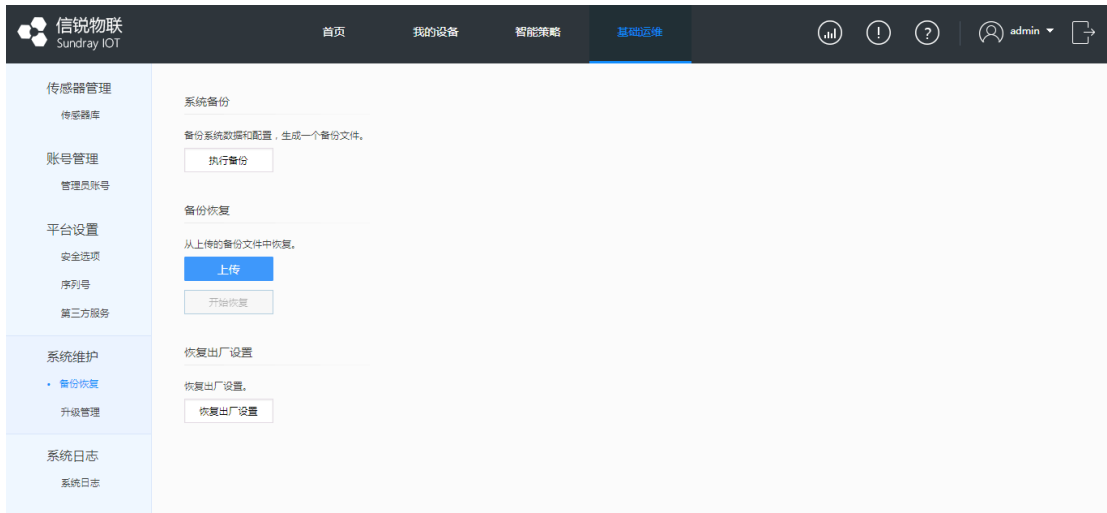 信锐物联
Sundray IOT
首页
我的设备
智能策略
基础运维
admin
传感器管理
传感器库
账号管理
管理员账号
平台设置
安全选项
序列号
第三方服务
系统维护
备份恢复
升级管理
系统日志
系统日志
系统备份
备份系统数据和配置，生成一个备份文件。
执行备份
备份恢复
从上传的备份文件中恢复。
上传
开始恢复
恢复出厂设置
恢复出厂设置。
恢复出厂设置